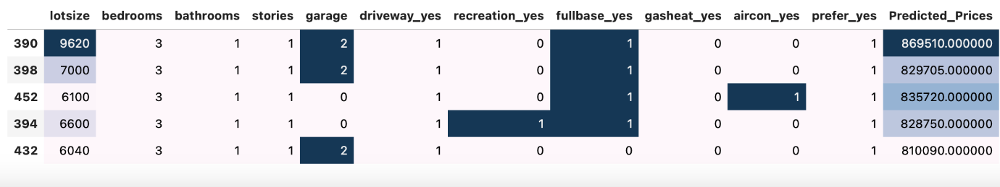 lotsize bedrooms bathrooms stories garage driveway_yes recreation_yes fullbase_yes gasheat_yes aircon_yes prefer_yes Predicted_Prices
390 9620 3 1 1 2 1 0 1 0 0 1 869510.000000
398 7000 3 1 1 2 1 0 1 0 0 1 829705.000000
452 6100 3 1 1 0 1 0 1 0 1 1 835720.000000
394 6600 3 1 1 0 1 1 1 0 0 1 828750.000000
432 6040 3 1 1 2 1 0 0 0 0 1 810090.000000